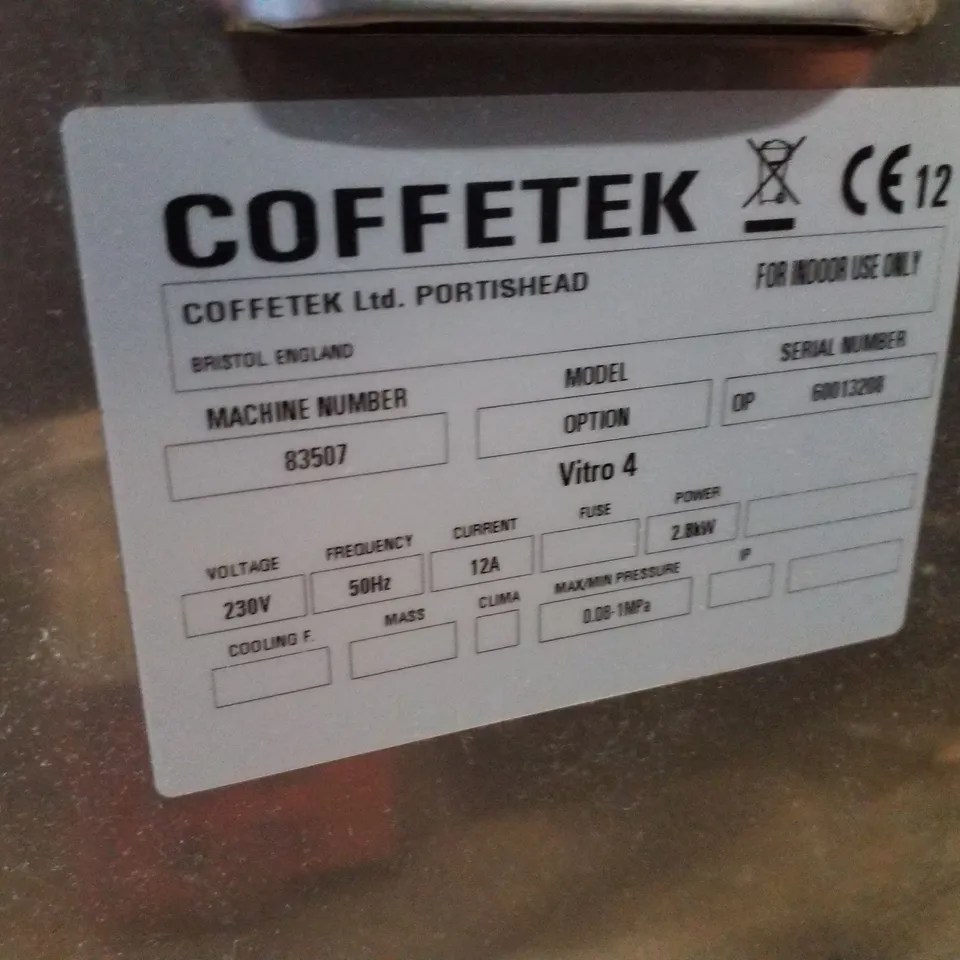 COFFETEK
CE 12
COFFETEK Ltd. PORTISHEAD
FOR INDOOR USE ONLY
BRISTOL ENGLAND
MACHINE NUMBER
83507
MODEL
OPTION
Vitro 4
SERIAL NUMBER
OP 60013208
VOLTAGE FREQUENCY CURRENT FUSE POWER
230V 50Hz 12A 2.8kW
COOLING F. MASS CLIMA MAX/MIN PRESSURE IP
0.08-1MPa